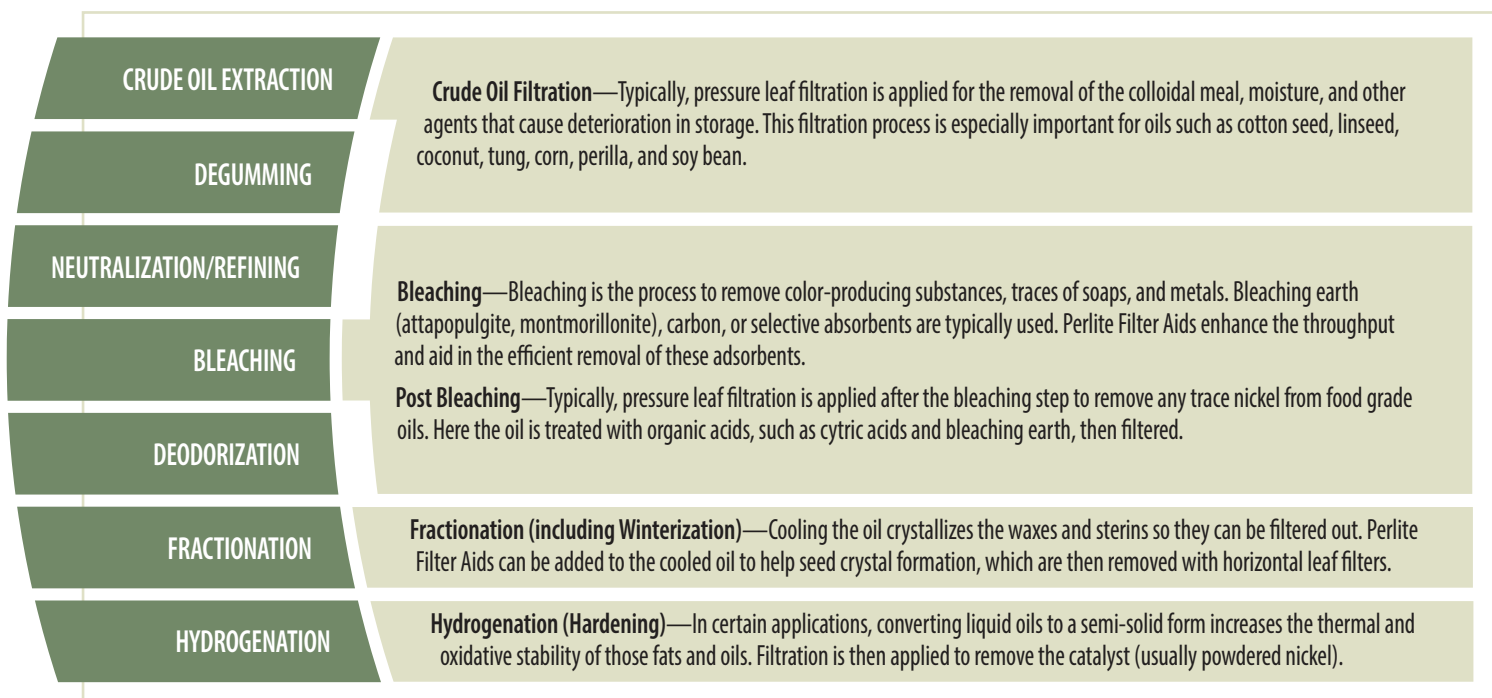 CRUDE OIL EXTRACTION
Crude Oil Filtration—Typically, pressure leaf filtration is applied for the removal of the colloidal meal, moisture, and other
agents that cause deterioration in storage. This filtration process is especially important for oils such as cotton seed, linseed,
coconut, tung, corn, perilla, and soy bean.
DEGUMMING
NEUTRALIZATION/REFINING
Bleaching—Bleaching is the process to remove color-producing substances, traces of soaps, and metals. Bleaching earth
(attapopulgite, montmorillonite), carbon, or selective absorbents are typically used. Perlite Filter Aids enhance the throughput
and aid in the efficient removal of these adsorbents.
BLEACHING
Post Bleaching—Typically, pressure leaf filtration is applied after the bleaching step to remove any trace nickel from food grade
oils. Here the oil is treated with organic acids, such as cytric acids and bleaching earth, then filtered.
DEODORIZATION
FRACTIONATION
Fractionation (including Winterization)—Cooling the oil crystallizes the waxes and sterins so they can be filtered out. Perlite
Filter Aids can be added to the cooled oil to help seed crystal formation, which are then removed with horizontal leaf filters.
HYDROGENATION
Hydrogenation (Hardening)—In certain applications, converting liquid oils to a semi-solid form increases the thermal and
oxidative stability of those fats and oils. Filtration is then applied to remove the catalyst (usually powdered nickel).